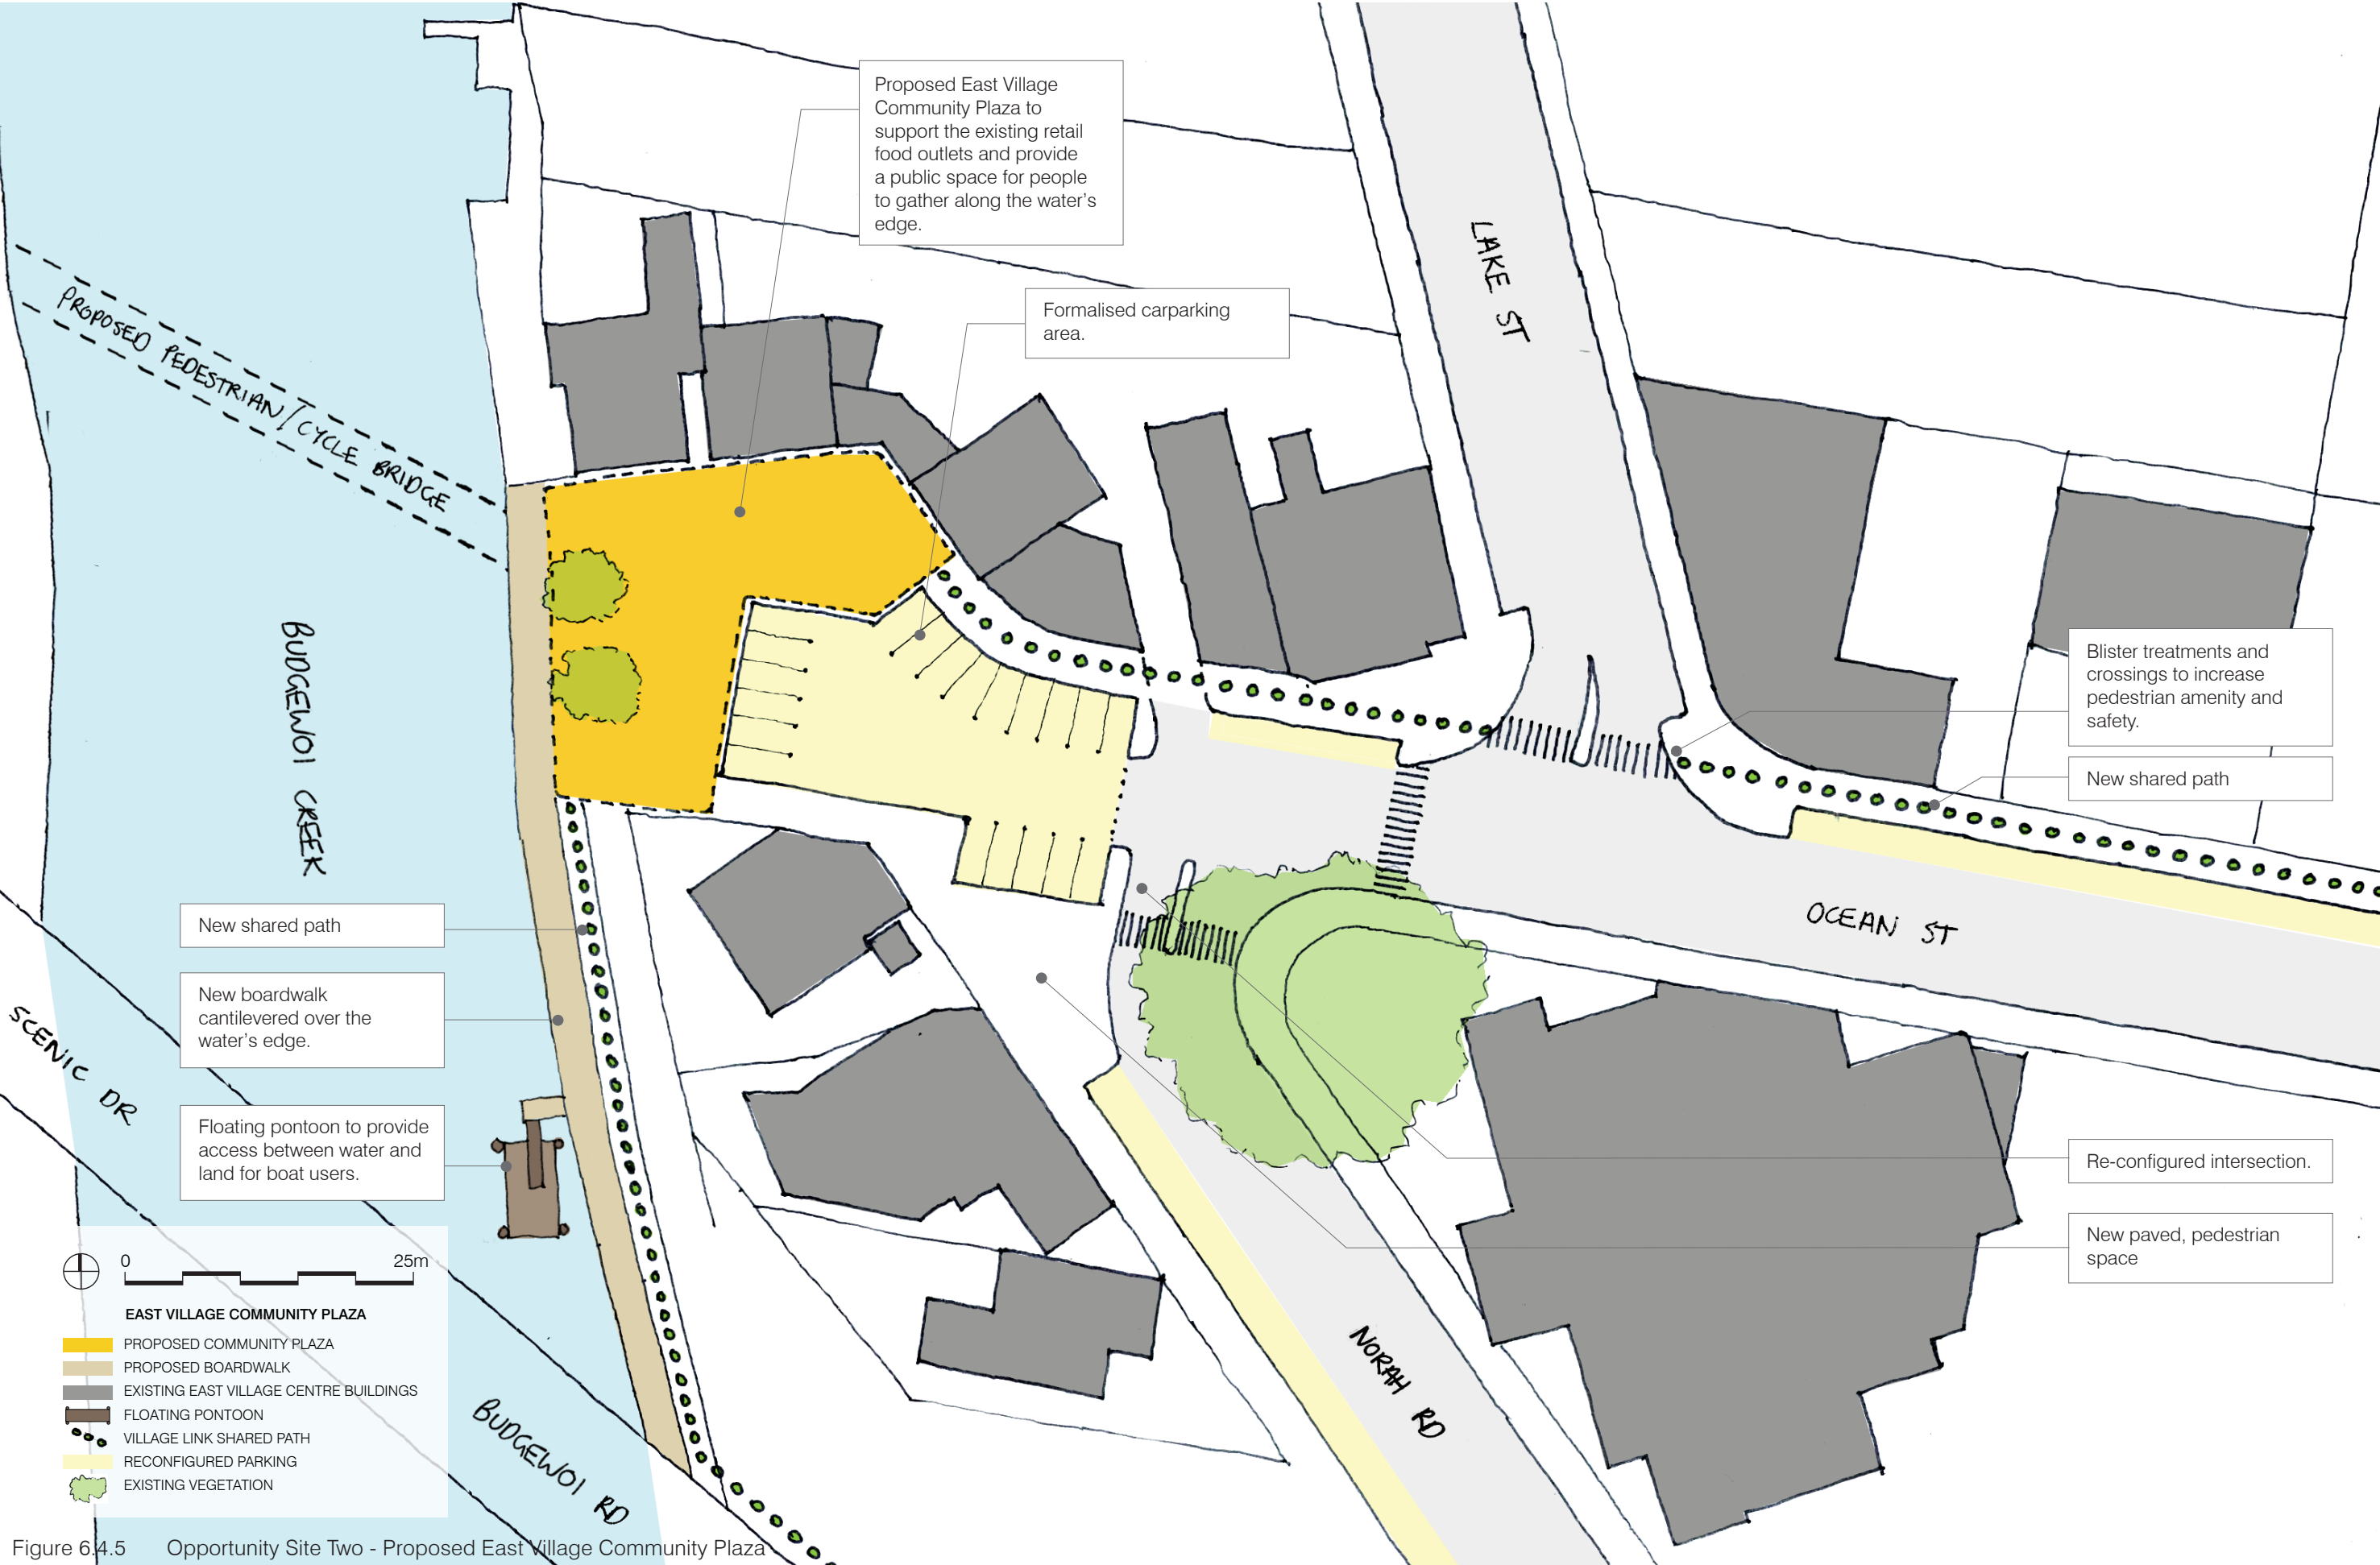 Proposed East Village
Community Plaza to
support the existing retail
food outlets and provide
a public space for people
to gather along the water's
edge.
Formalised carparking
area.
LAKE ST
PROPOSED PEDESTRIAN/CYCLE BRIDGE
BUDGEWOI CREEK
Blister treatments and
crossings to increase
pedestrian amenity and
safety.
New shared path
OCEAN ST
New shared path
New boardwalk
cantilevered over the
water's edge.
SCENIC DR
Floating pontoon to provide
access between water and
land for boat users.
Re-configured intersection.
New paved, pedestrian
space
NORAH RD
BUDGEWOI RD
0 25m
EAST VILLAGE COMMUNITY PLAZA
PROPOSED COMMUNITY PLAZA
PROPOSED BOARDWALK
EXISTING EAST VILLAGE CENTRE BUILDINGS
FLOATING PONTOON
VILLAGE LINK SHARED PATH
RECONFIGURED PARKING
EXISTING VEGETATION
Figure 6.4.5 Opportunity Site Two - Proposed East Village Community Plaza